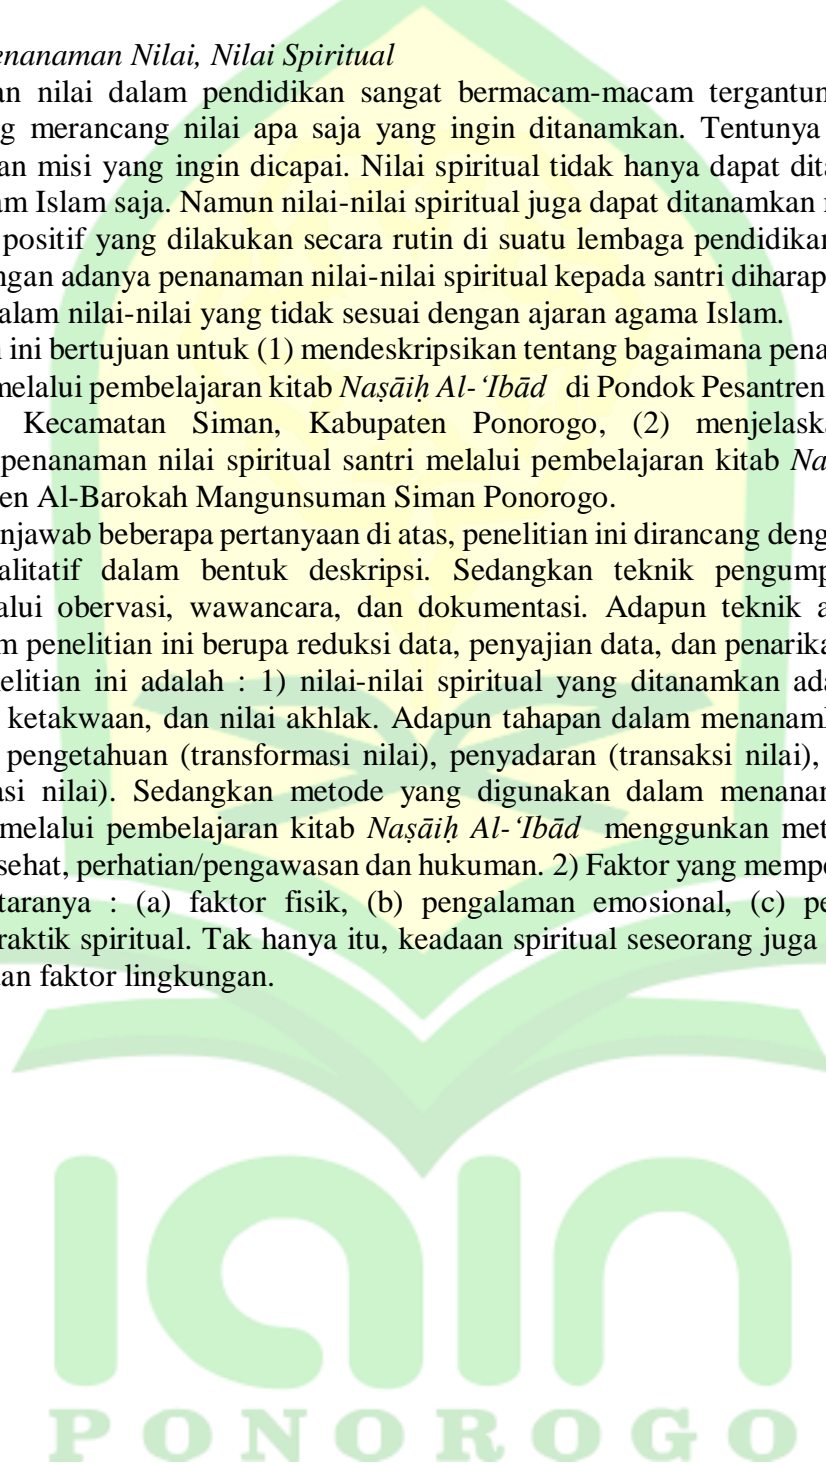 enanaman Nilai, Nilai Spiritual
an nilai dalam pendidikan sangat bermacam-macam tergantun
g merancang nilai apa saja yang ingin ditanamkan. Tentunya
an misi yang ingin dicapai. Nilai spiritual tidak hanya dapat dita
am Islam saja. Namun nilai-nilai spiritual juga dapat ditanamkan
positif yang dilakukan secara rutin di suatu lembaga pendidikan
ngan adanya penanaman nilai-nilai spiritual kepada santri diharap
alam nilai-nilai yang tidak sesuai dengan ajaran agama Islam.
n ini bertujuan untuk (1) mendeskripsikan tentang bagaimana pena
melalui pembelajaran kitab Naṣāiḥ Al-‘Ibād di Pondok Pesantren
Kecamatan Siman, Kabupaten Ponorogo, (2) menjelaska
penanaman nilai spiritual santri melalui pembelajaran kitab Na
en Al-Barokah Mangunsuman Siman Ponorogo.
njawab beberapa pertanyaan di atas, penelitian ini dirancang deng
alitatif dalam bentuk deskripsi. Sedangkan teknik pengump
alui obervasi, wawancara, dan dokumentasi. Adapun teknik a
m penelitian ini berupa reduksi data, penyajian data, dan penarika
elitian ini adalah : 1) nilai-nilai spiritual yang ditanamkan ada
ketakwaan, dan nilai akhlak. Adapun tahapan dalam menanaml
pengetahuan (transformasi nilai), penyadaran (transaksi nilai),
asi nilai). Sedangkan metode yang digunakan dalam menanar
melalui pembelajaran kitab Naṣāiḥ Al-‘Ibād menggunkan met
sehat, perhatian/pengawasan dan hukuman. 2) Faktor yang mempe
taranya : (a) faktor fisik, (b) pengalaman emosional, (c) pe
raktik spiritual. Tak hanya itu, keadaan spiritual seseorang juga
dan faktor lingkungan.
iain
PONOROGO